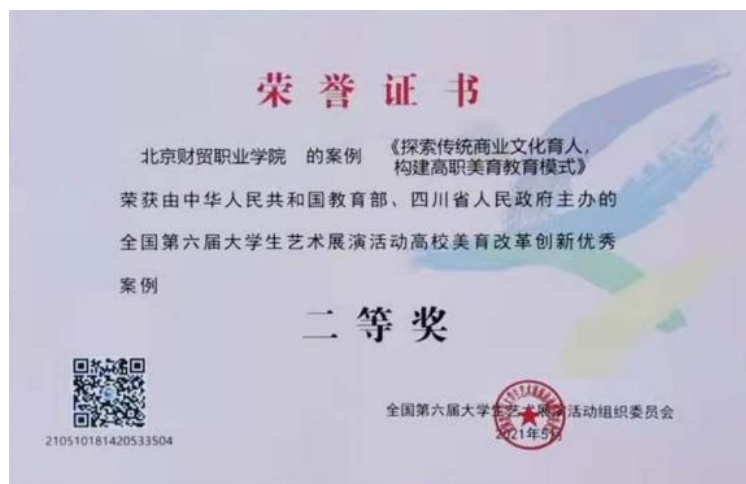 荣誉证书
北京财贸职业学院 的案例 《探索传统商业文化育人，
构建高职美育教育模式》
荣获由中华人民共和国教育部、四川省人民政府主办的
全国第六届大学生艺术展演活动高校美育改革创新优秀
案例
二等奖
全国第六届大学生艺术展演活动组织委员会
2021年5月
210510181420533504